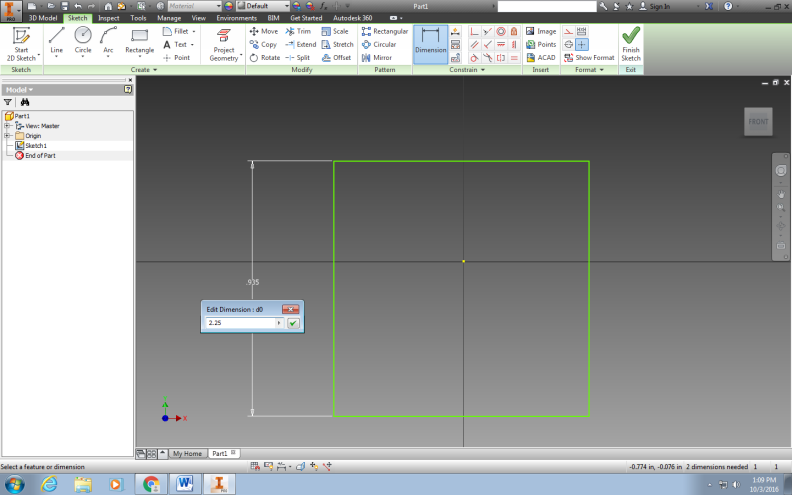 Material Default Part1 Sign In
PRO 3D Model Sketch Inspect Tools Manage View Environments BIM Get Started Autodesk 360
Start 2D Sketch Line Circle Arc Rectangle Fillet Text Point Project Geometry
Move Trim Scale Copy Extend Stretch Rotate Split Offset
Rectangular Circular Mirror Dimension
Image Points ACAD Show Format Finish Sketch
Sketch Create Modify Pattern Constrain Insert Format Exit
Model
Part1
View: Master
Origin
Sketch1
End of Part
FRONT
.935
Edit Dimension : d0
2.25
X
My Home Part1
Select a feature or dimension -0.774 in, -0.076 in 2 dimensions needed 1 1
1:09 PM
10/3/2016